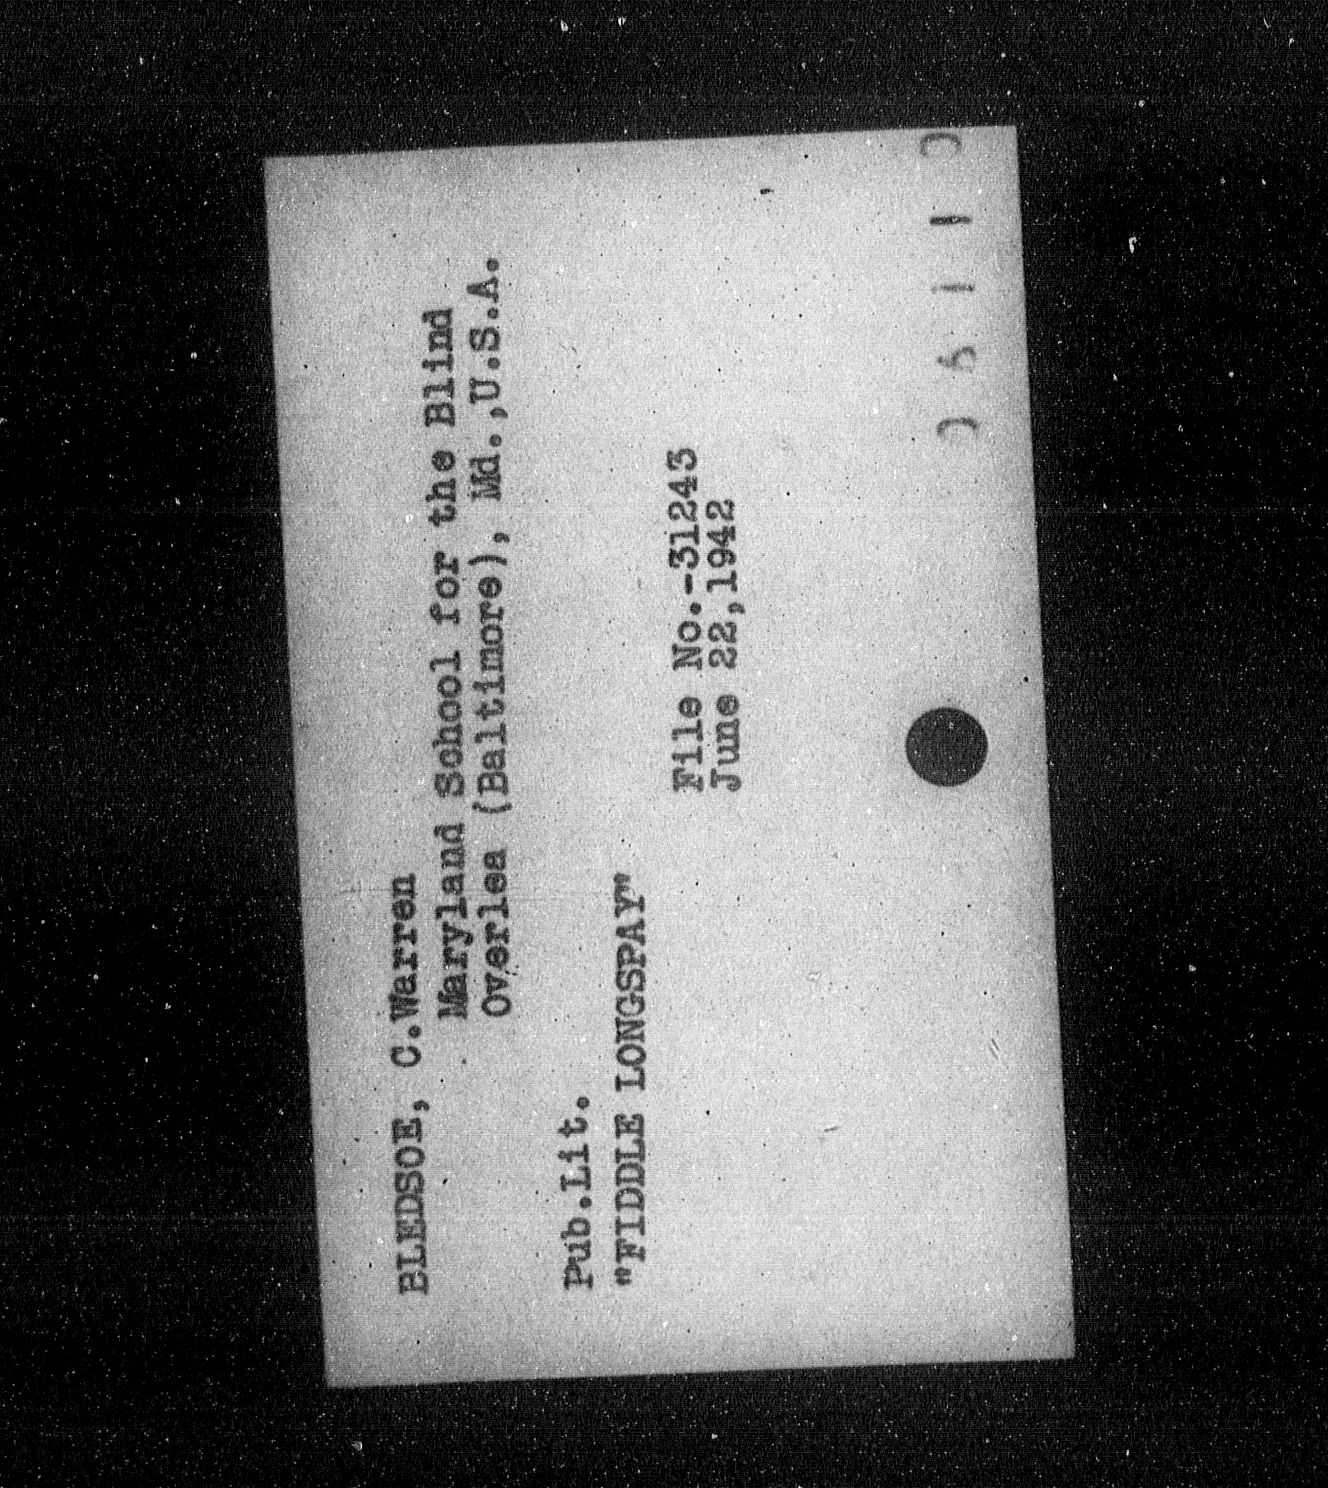 BLEDSOE, C.Warren
Maryland School for the Blind
Overlea (Baltimore), Md.,U.S.A.
Pub.Lit.
"FIDDLE LONGSPAY"
File No.-31243
June 22,1942